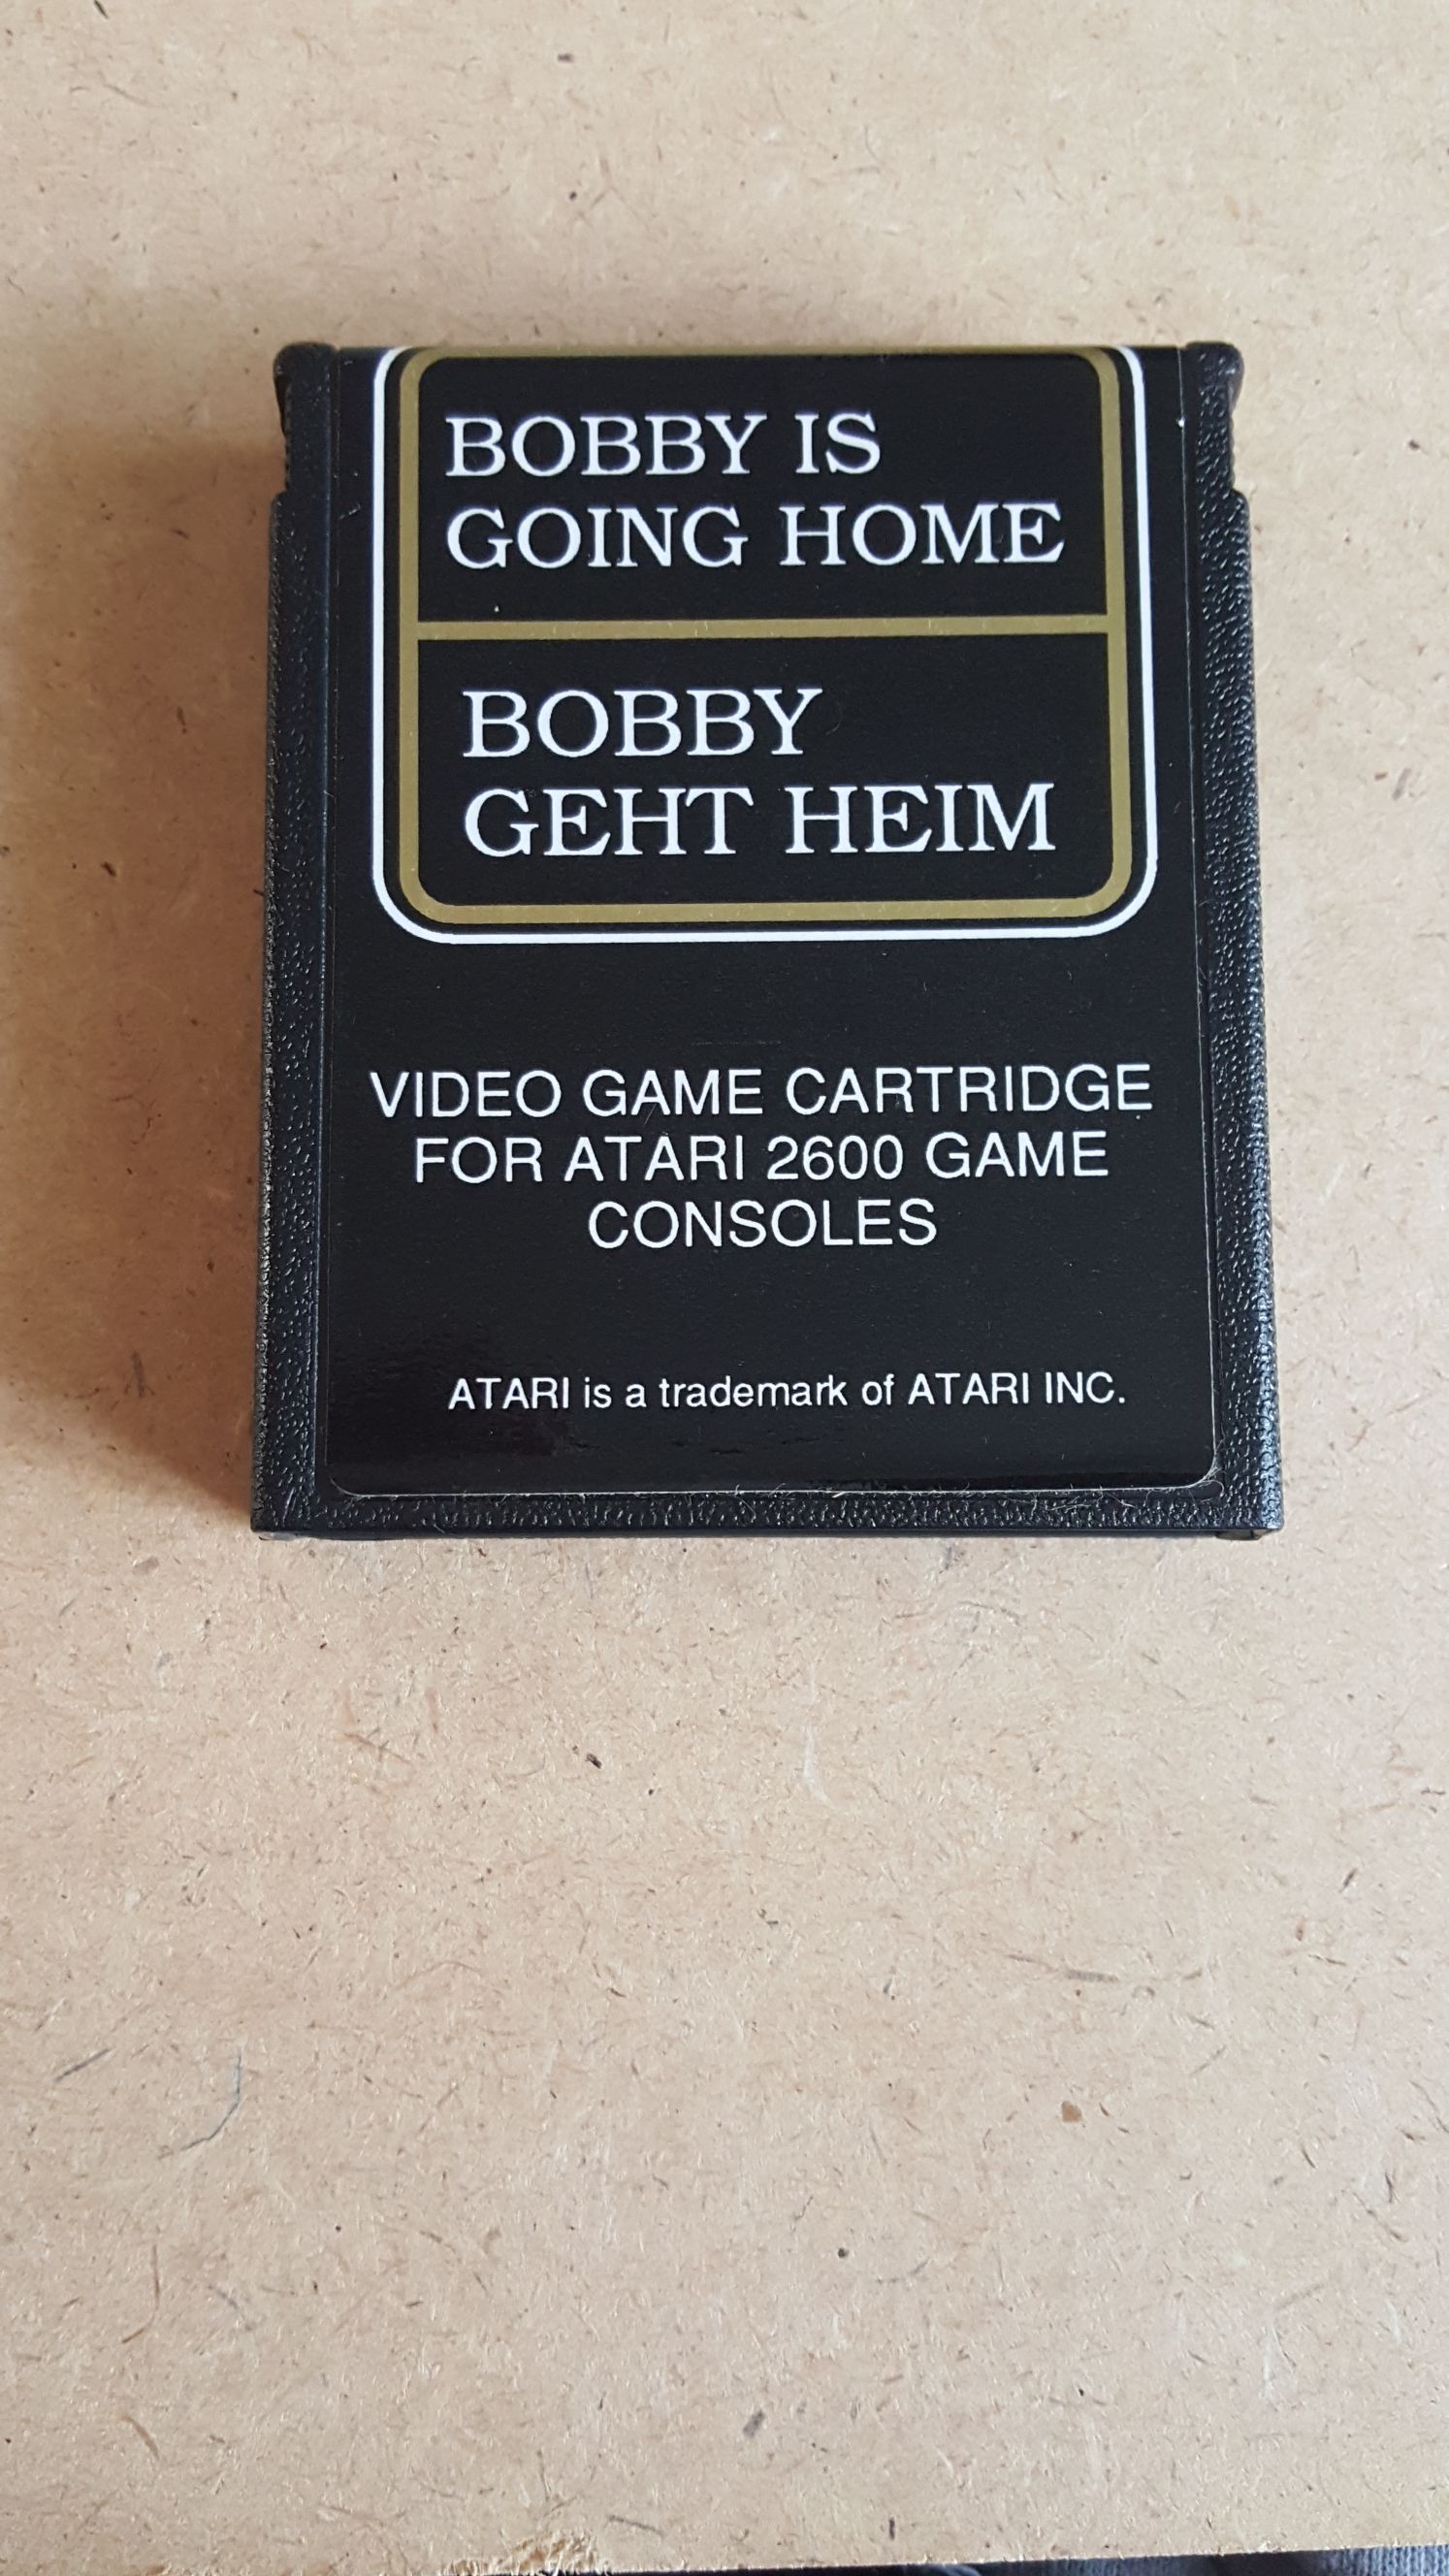 BOBBY IS
GOING HOME
BOBBY
GEHT HEIM
VIDEO GAME CARTRIDGE
FOR ATARI 2600 GAME
CONSOLES
ATARI is a trademark of ATARI INC.